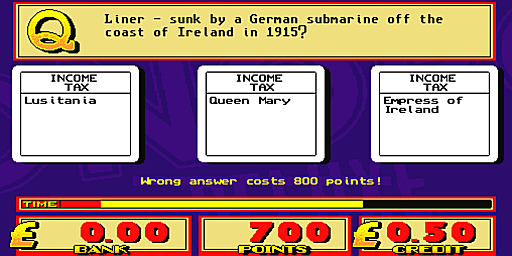 Q
Liner - sunk by a German submarine off the
coast of Ireland in 1915?
INCOME
TAX
Lusitania
INCOME
TAX
Queen Mary
INCOME
TAX
Empress of
Ireland
Wrong answer costs 800 points!
TIME
£ 0.00
BANK
700
POINTS
£0.50
CREDIT